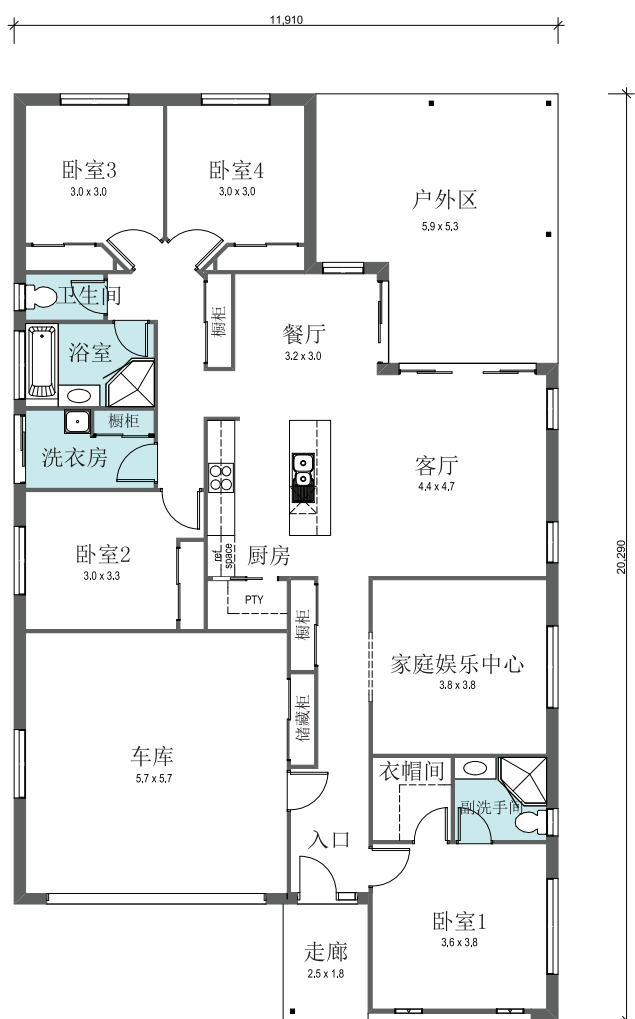 11,910
卧室3
3.0 x 3.0
卧室4
3.0 x 3.0
户外区
5.9 x 5.3
卫生间
橱柜
餐厅
3.2 x 3.0
浴室
橱柜
洗衣房
客厅
4.4 x 4.7
卧室2
3.0 x 3.3
ref.
space
厨房
PTY
20,290
橱柜
家庭娱乐中心
3.8 x 3.8
储藏柜
车库
5.7 x 5.7
衣帽间
副洗手间
入口
卧室1
3,6 x 3,8
走廊
2.5 x 1.8